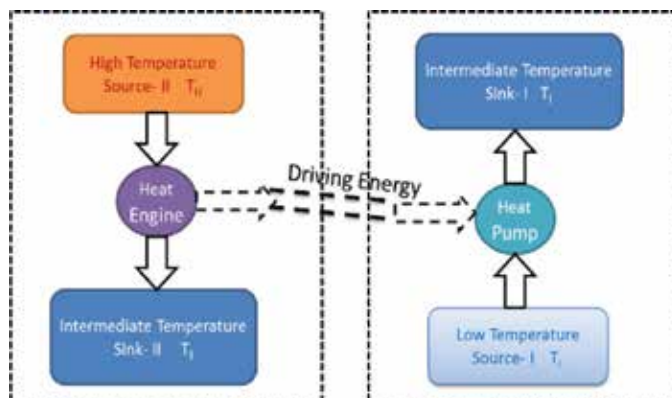 High Temperature
Source- II T_H
Heat
Engine
Intermediate Temperature
Sink- II T_I
Driving Energy
Intermediate Temperature
Sink- I T_I
Heat
Pump
Low Temperature
Source- I